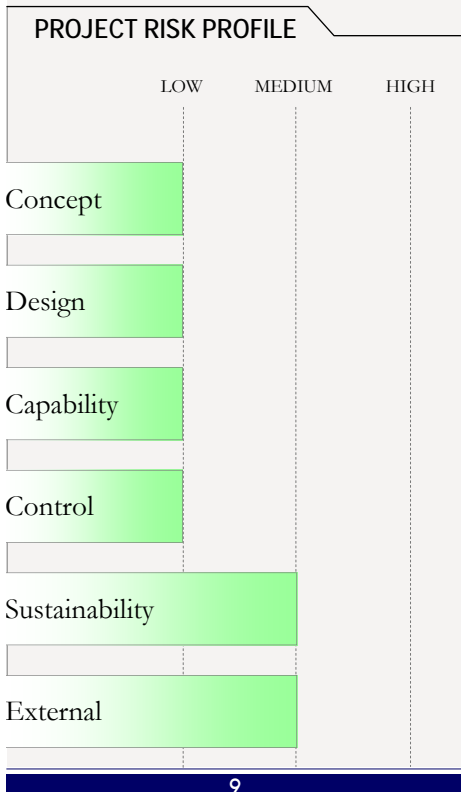 PROJECT RISK PROFILE
LOW MEDIUM HIGH
Concept
Design
Capability
Control
Sustainability
External
9